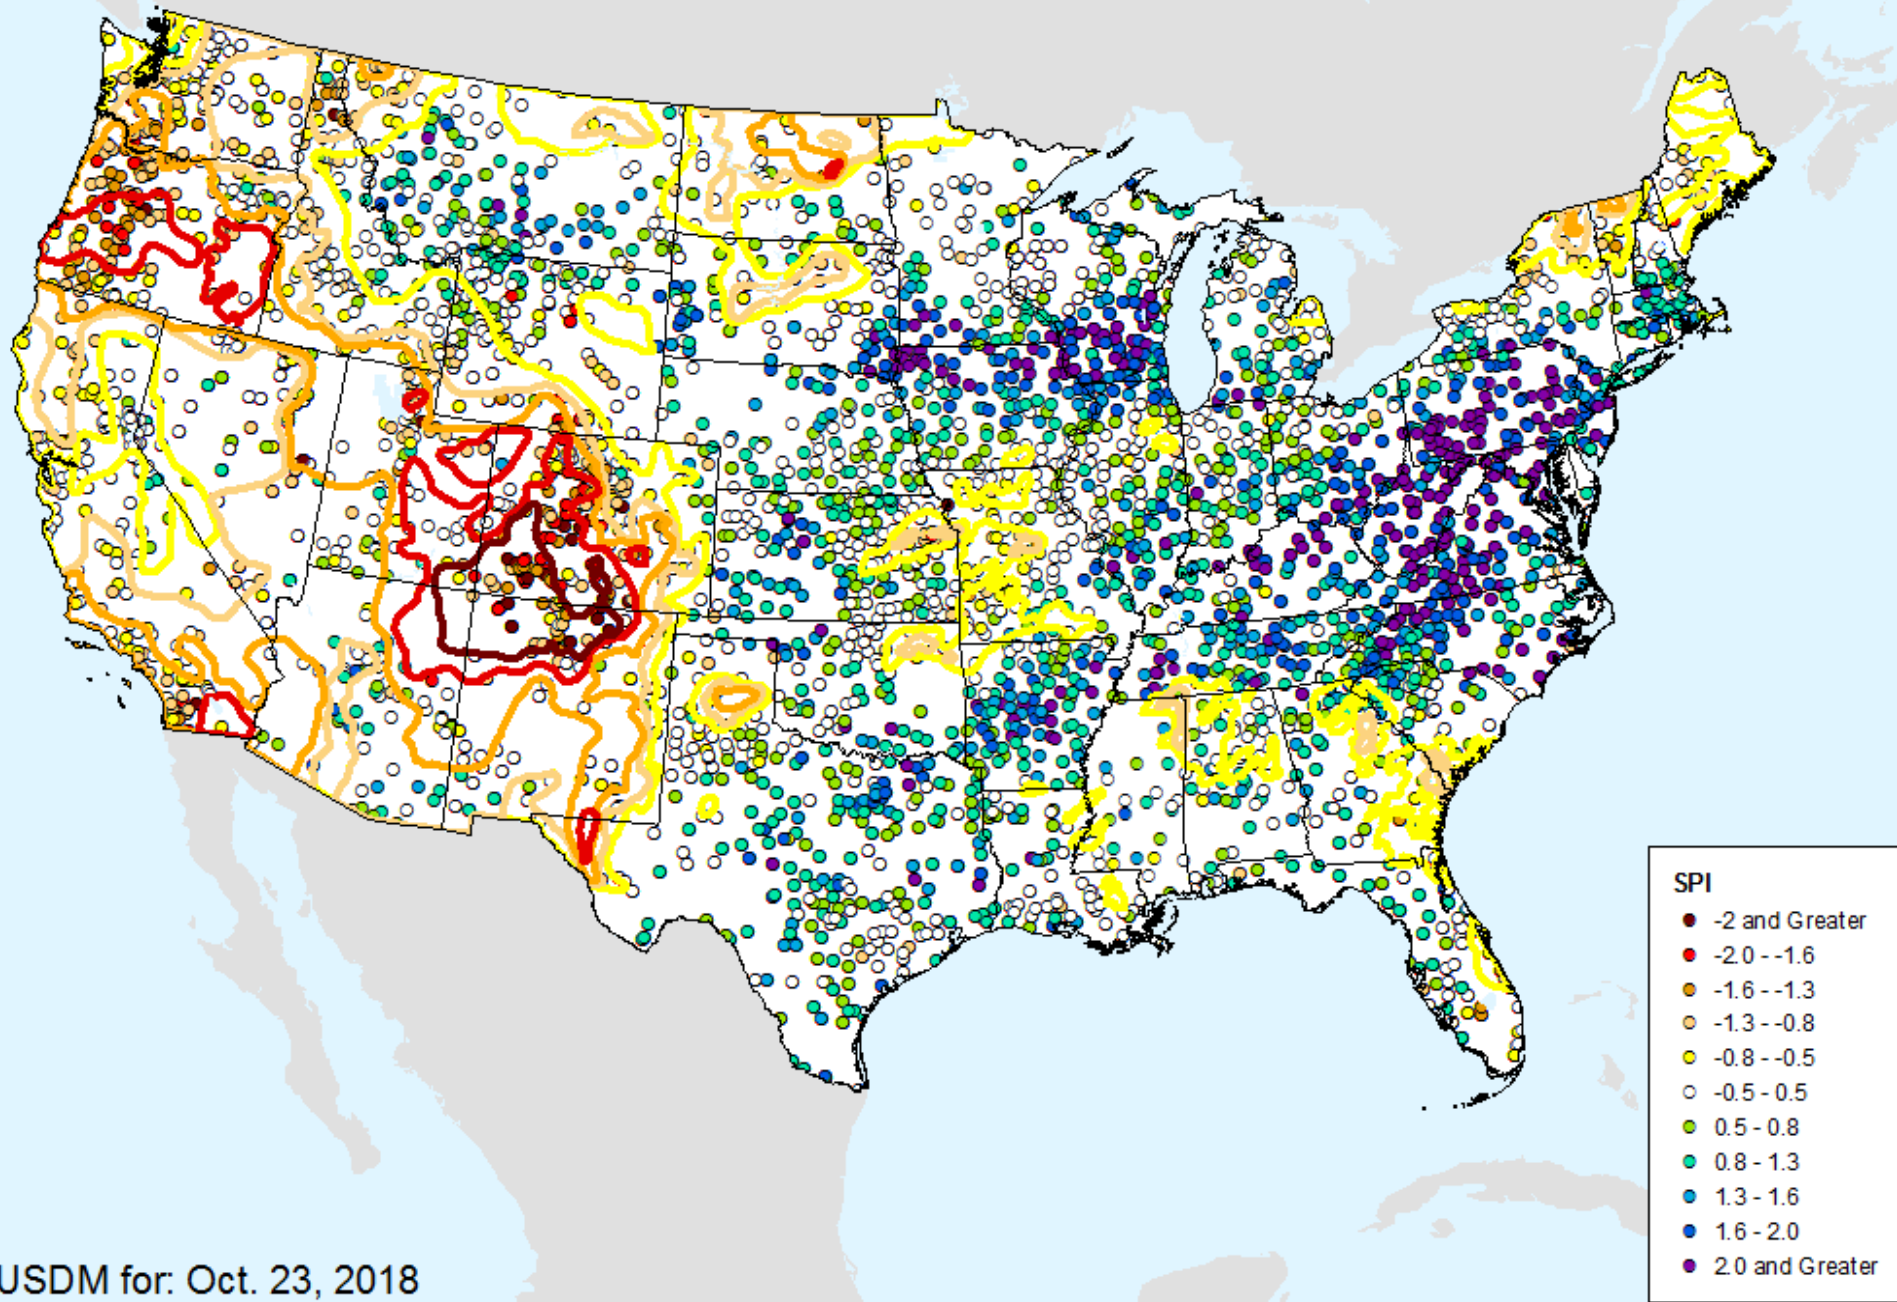 SPI
-2 and Greater
-2.0 - -1.6
-1.6 - -1.3
-1.3 - -0.8
-0.8 - -0.5
-0.5 - 0.5
0.5 - 0.8
0.8 - 1.3
1.3 - 1.6
1.6 - 2.0
2.0 and Greater
USDM for: Oct. 23, 2018